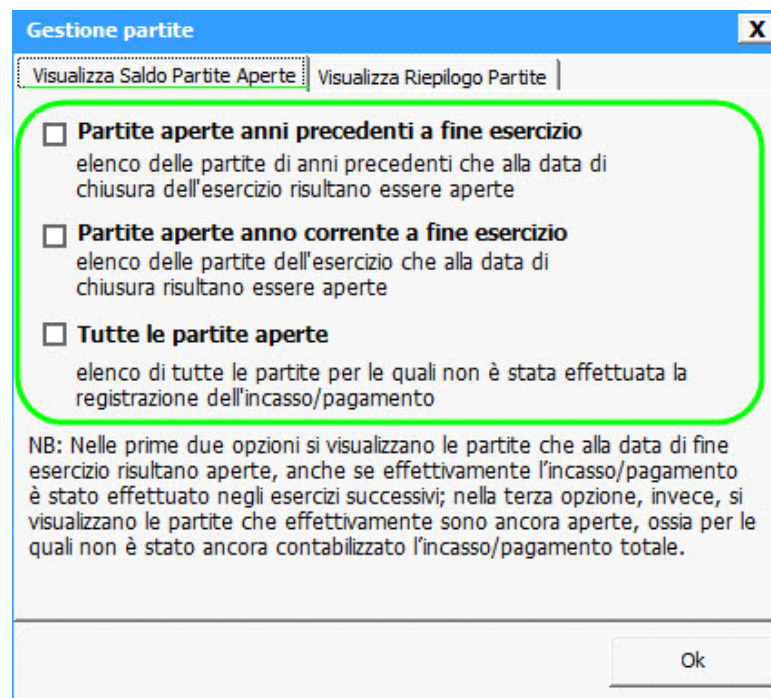 Gestione partite
X
Visualizza Saldo Partite Aperte
Visualizza Riepilogo Partite
Partite aperte anni precedenti a fine esercizio
elenco delle partite di anni precedenti che alla data di
chiusura dell'esercizio risultano essere aperte
Partite aperte anno corrente a fine esercizio
elenco delle partite dell'esercizio che alla data di
chiusura risultano essere aperte
Tutte le partite aperte
elenco di tutte le partite per le quali non è stata effettuata la
registrazione dell'incasso/pagamento
NB: Nelle prime due opzioni si visualizzano le partite che alla data di fine
esercizio risultano aperte, anche se effettivamente l'incasso/pagamento
è stato effettuato negli esercizi successivi; nella terza opzione, invece, si
visualizzano le partite che effettivamente sono ancora aperte, ossia per le
quali non è stato ancora contabilizzato l'incasso/pagamento totale.
Ok